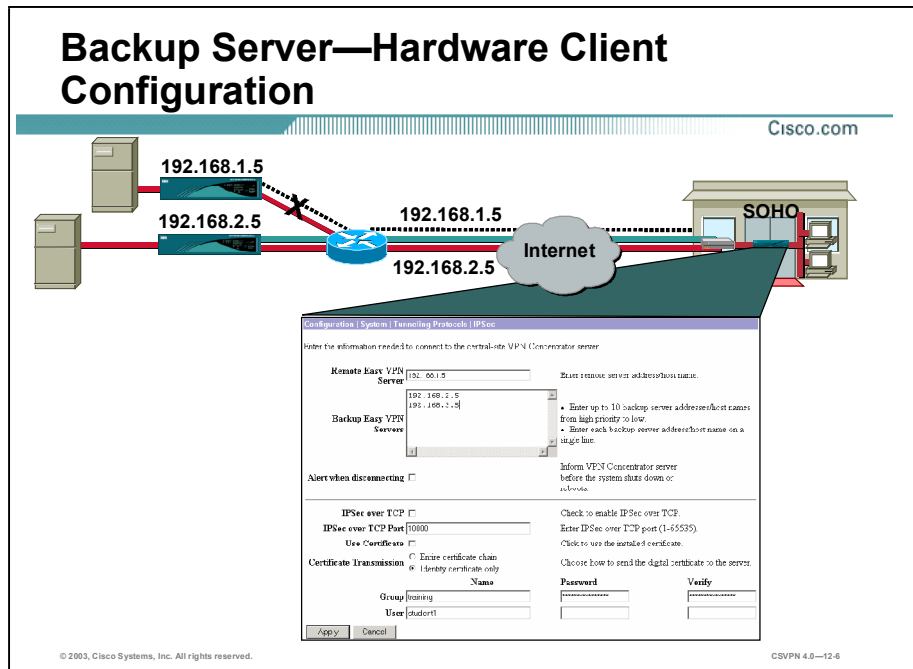 Backup Server—Hardware Client
Configuration
Cisco.com
192.168.1.5
192.168.2.5
192.168.1.5
192.168.2.5
Internet
SOHO
Configuration | System | Tunneling Protocols | IPSec
Enter the information needed to connect to the central-site VPN Concentrator server.
Remote Easy VPN
Server
Enter remote server address/host name.
192.168.2.5
192.168.3.5
Backup Easy VPN
Servers
• Enter up to 10 backup server addresses/host names
from high priority to low.
• Enter each backup server address/host name on a
single line.
Alert when disconnecting
Inform VPN Concentrator server
before the system shuts down or
reboots.
IPSec over TCP
Check to enable IPSec over TCP.
IPSec over TCP Port 10000
Enter IPSec over TCP port (1-65535).
Use Certificate
Click to use the installed certificate.
Certificate Transmission
Entire certificate chain
Identity certificate only
Choose how to send the digital certificate to the server.
Name Password Verify
Group training
User student1
Apply Cancel
© 2003, Cisco Systems, Inc. All rights reserved.
CSVPN 4.0—12-6